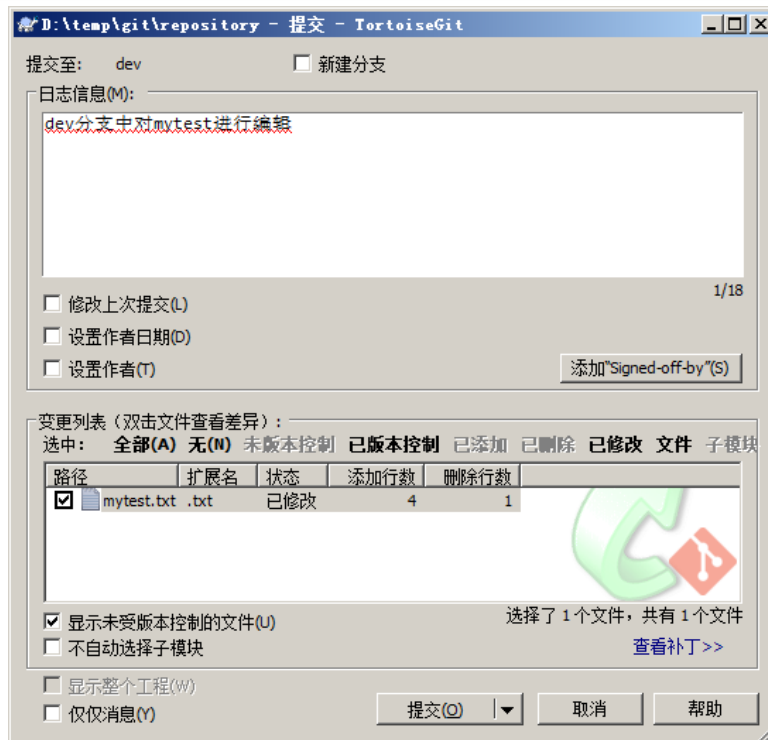 D:\temp\git\repository - 提交 - TortoiseGit
提交至: dev 新建分支
日志信息(M):
dev分支中对mytest进行编辑
1/18
修改上次提交(L)
设置作者日期(D)
设置作者(T) 添加"Signed-off-by"(S)
变更列表（双击文件查看差异）:
选中: 全部(A) 无(N) 未版本控制 已版本控制 已添加 已删除 已修改 文件 子模块
路径 扩展名 状态 添加行数 删除行数
mytest.txt .txt 已修改 4 1
显示未受版本控制的文件(U) 选择了1个文件，共有1个文件
不自动选择子模块 查看补丁>>
显示整个工程(W)
仅仅消息(Y) 提交(O) 取消 帮助